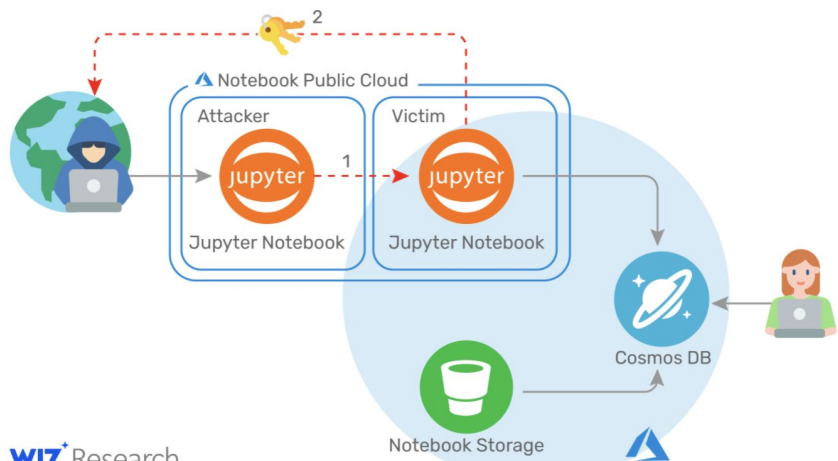 2
Notebook Public Cloud
Attacker
Victim
1
jupyter
jupyter
Jupyter Notebook
Jupyter Notebook
Cosmos DB
Notebook Storage
WIZ Research